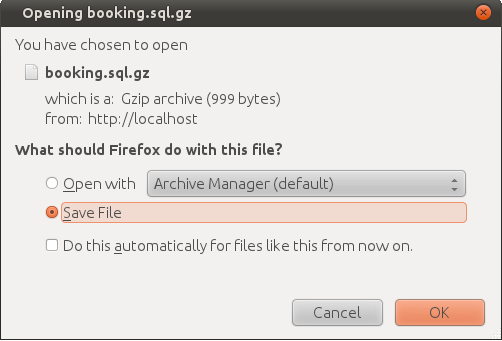 Opening booking.sql.gz
You have chosen to open
booking.sql.gz
which is a: Gzip archive (999 bytes)
from: http://localhost
What should Firefox do with this file?
Open with Archive Manager (default)
Save File
Do this automatically for files like this from now on.
Cancel OK